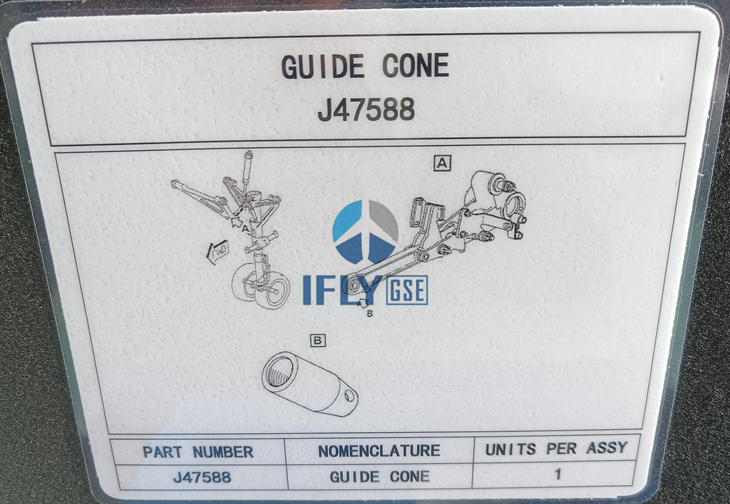 GUIDE CONE
J47588
A
A
FWD
IFLY GSE
B
B
PART NUMBER NOMENCLATURE UNITS PER ASSY
J47588 GUIDE CONE 1